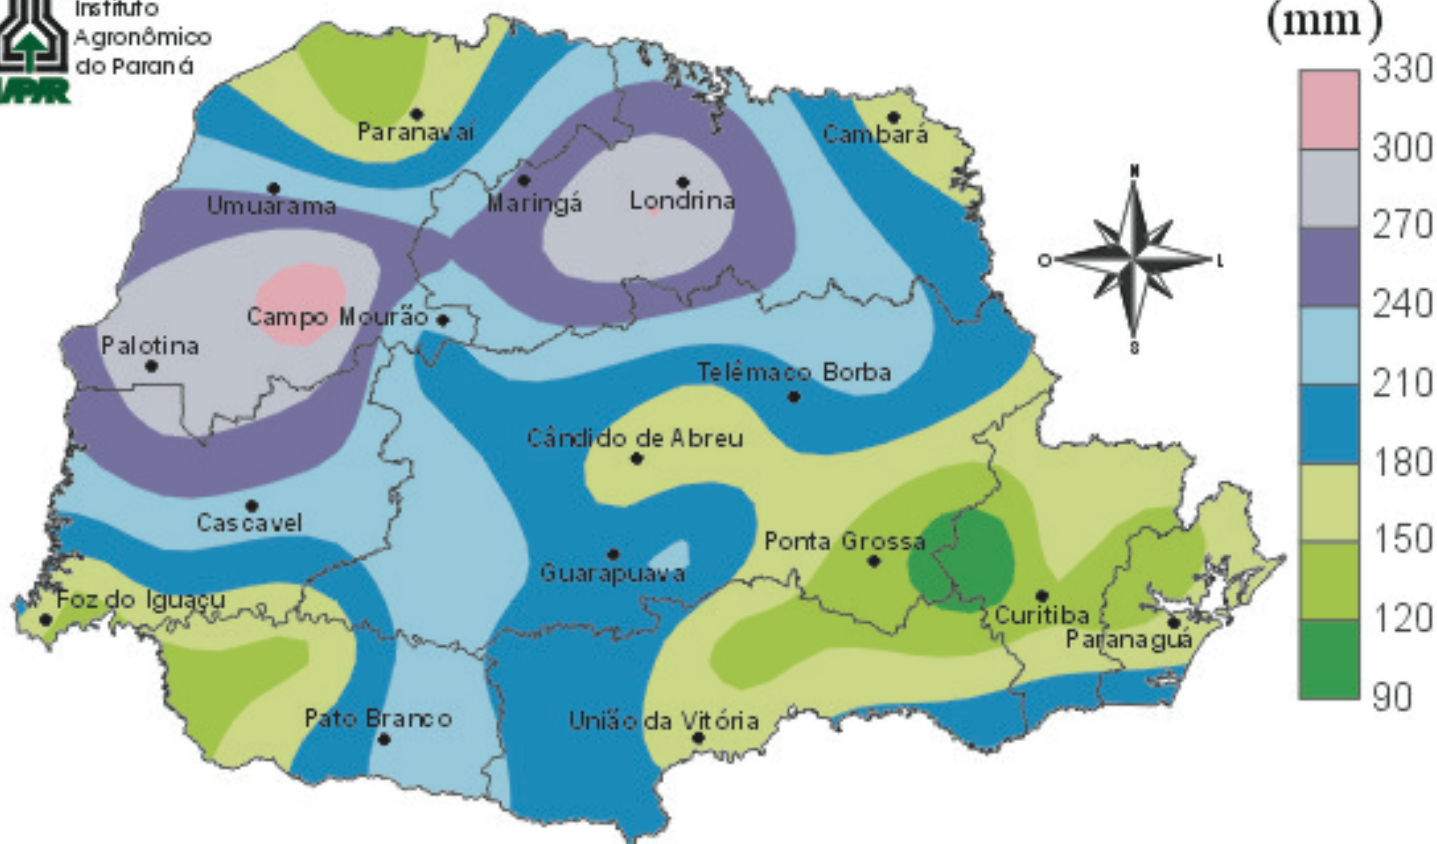 Instituto
Agronômico
do Paraná
IAPAR
(mm)
330
300
270
240
210
180
150
120
90
N
O
L
S
Paranavaí
Cambará
Umuarama
Maringá
Londrina
Campo Mourão
Palotina
Telêmaco Borba
Cândido de Abreu
Cascavel
Ponta Grossa
Guarapuava
Foz do Iguaçu
Curitiba
Paranaguá
Pato Branco
União da Vitória